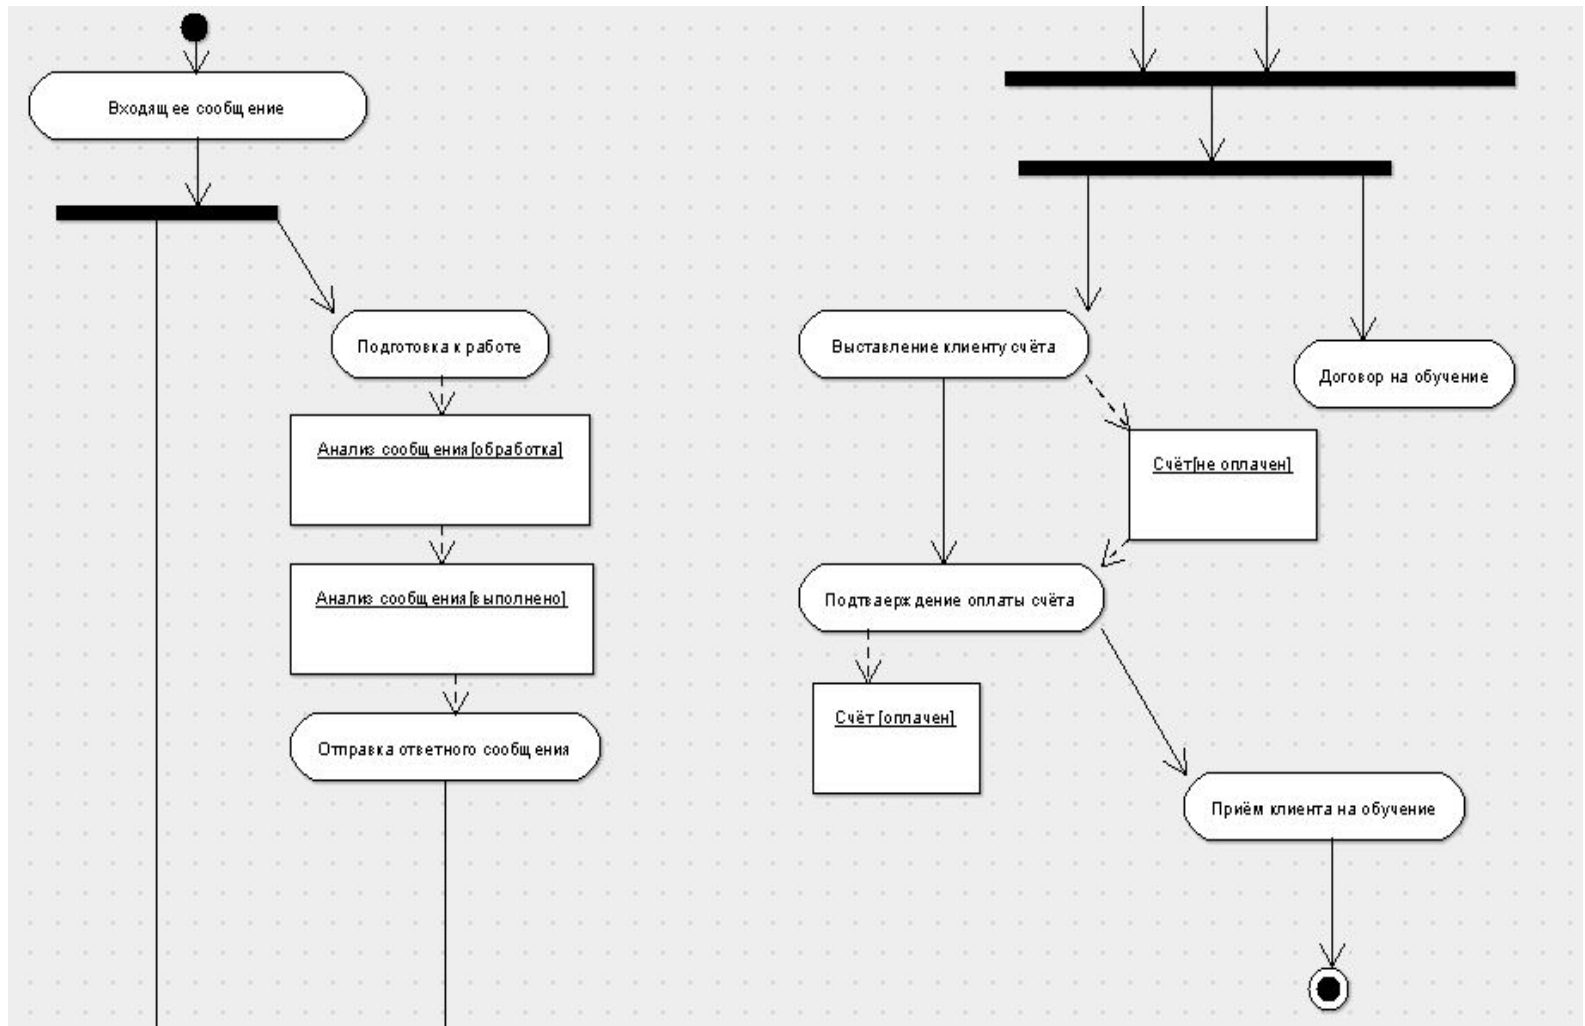 Входящее сообщение
Подготовка к работе
Анализ сообщения[обработка]
Анализ сообщения[выполнено]
Отправка ответного сообщения
Выставление клиенту счёта
Договор на обучение
Счёт[не оплачен]
Подтваерждение оплаты счёта
Счёт [оплачен]
Приём клиента на обучение